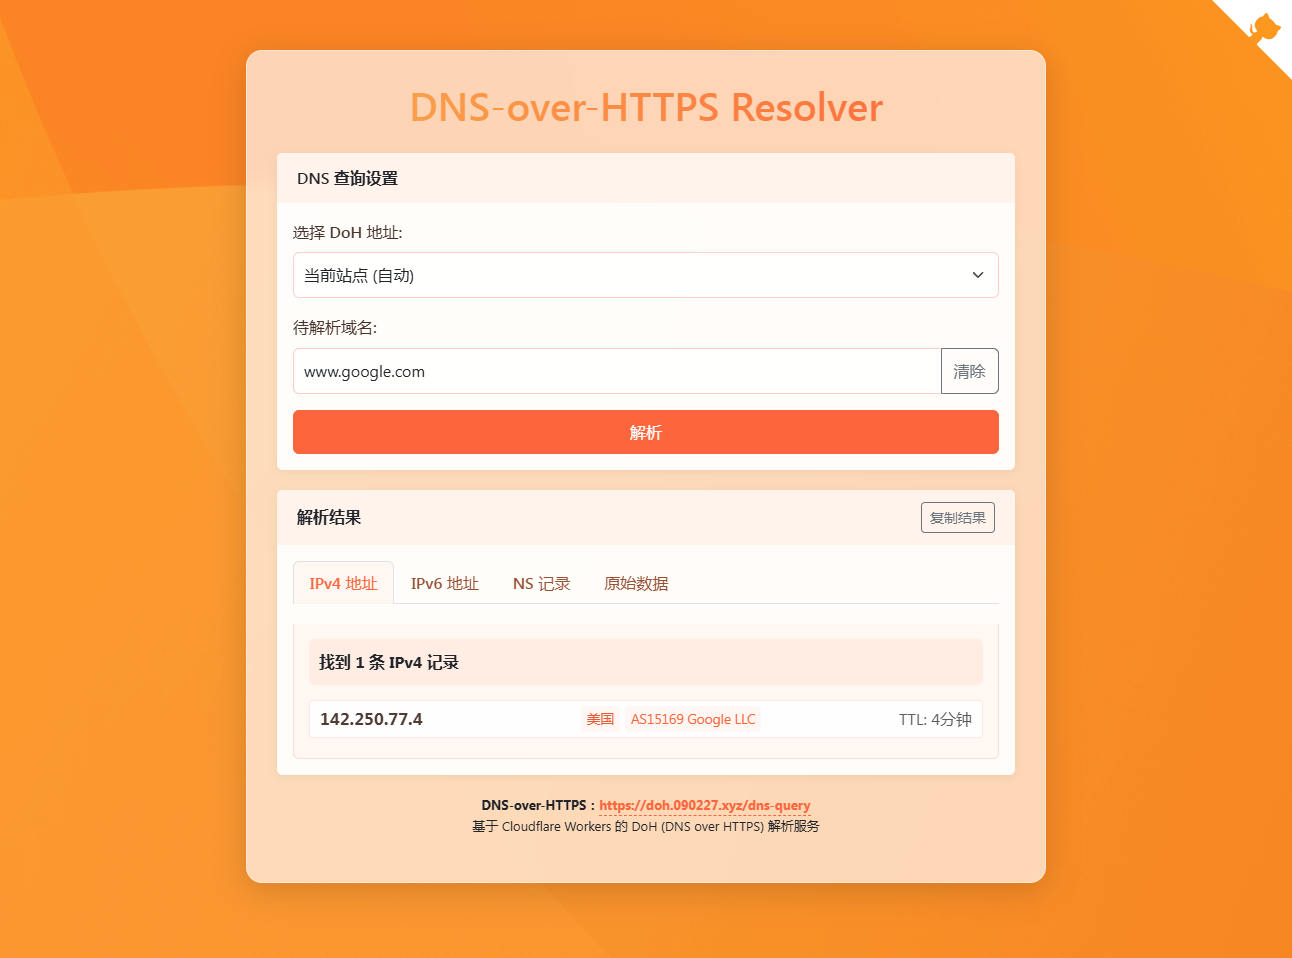 DNS-over-HTTPS Resolver
DNS 查询设置
选择 DoH 地址:
当前站点 (自动)
待解析域名:
www.google.com
清除
解析
解析结果
复制结果
IPv4 地址 IPv6 地址 NS 记录 原始数据
找到 1 条 IPv4 记录
142.250.77.4 美国 AS15169 Google LLC TTL: 4分钟
DNS-over-HTTPS：https://doh.090227.xyz/dns-query
基于 Cloudflare Workers 的 DoH (DNS over HTTPS) 解析服务